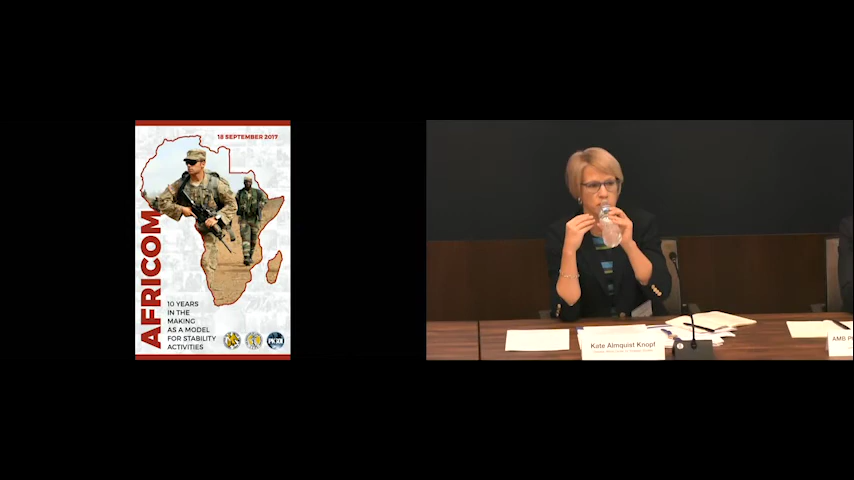 18 SEPTEMBER 2017
AFRICOM
10 YEARS
IN THE
MAKING
AS A MODEL
FOR STABILITY
ACTIVITIES
Kate Almquist Knopf
AMB